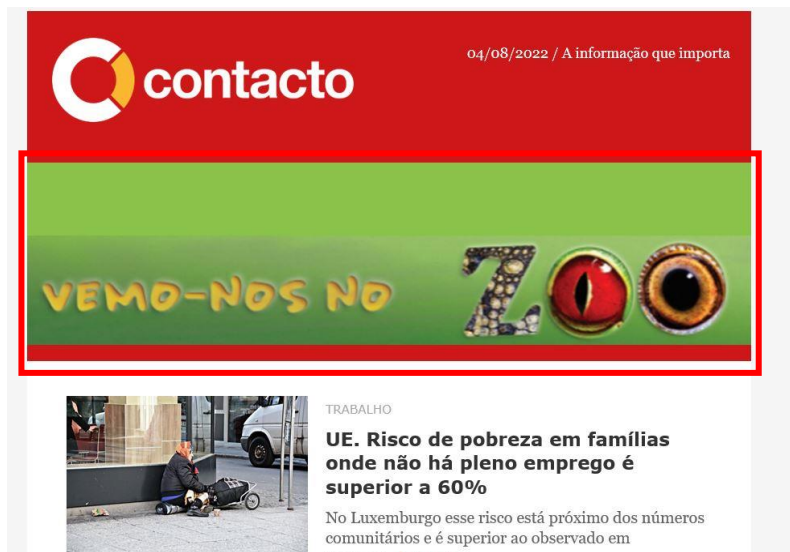 contacto
04/08/2022 / A informação que importa
VEMO-NOS NO ZOO
TRABALHO
UE. Risco de pobreza em famílias
onde não há pleno emprego é
superior a 60%
No Luxemburgo esse risco está próximo dos números
comunitários e é superior ao observado em